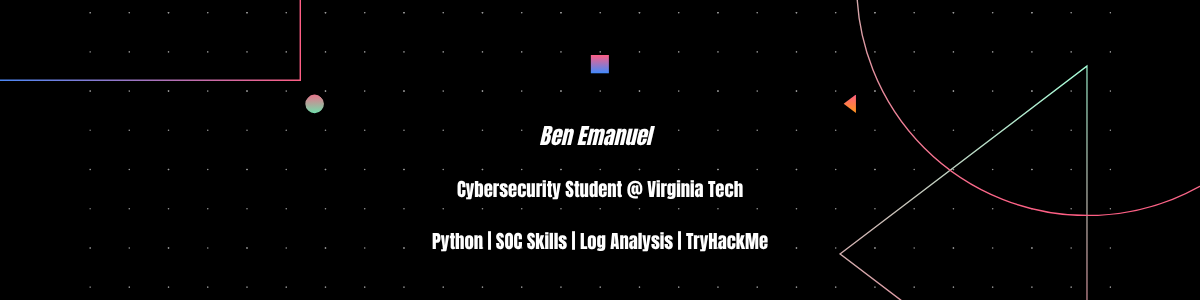 Ben Emanuel
Cybersecurity Student @ Virginia Tech
Python | SOC Skills | Log Analysis | TryHackMe